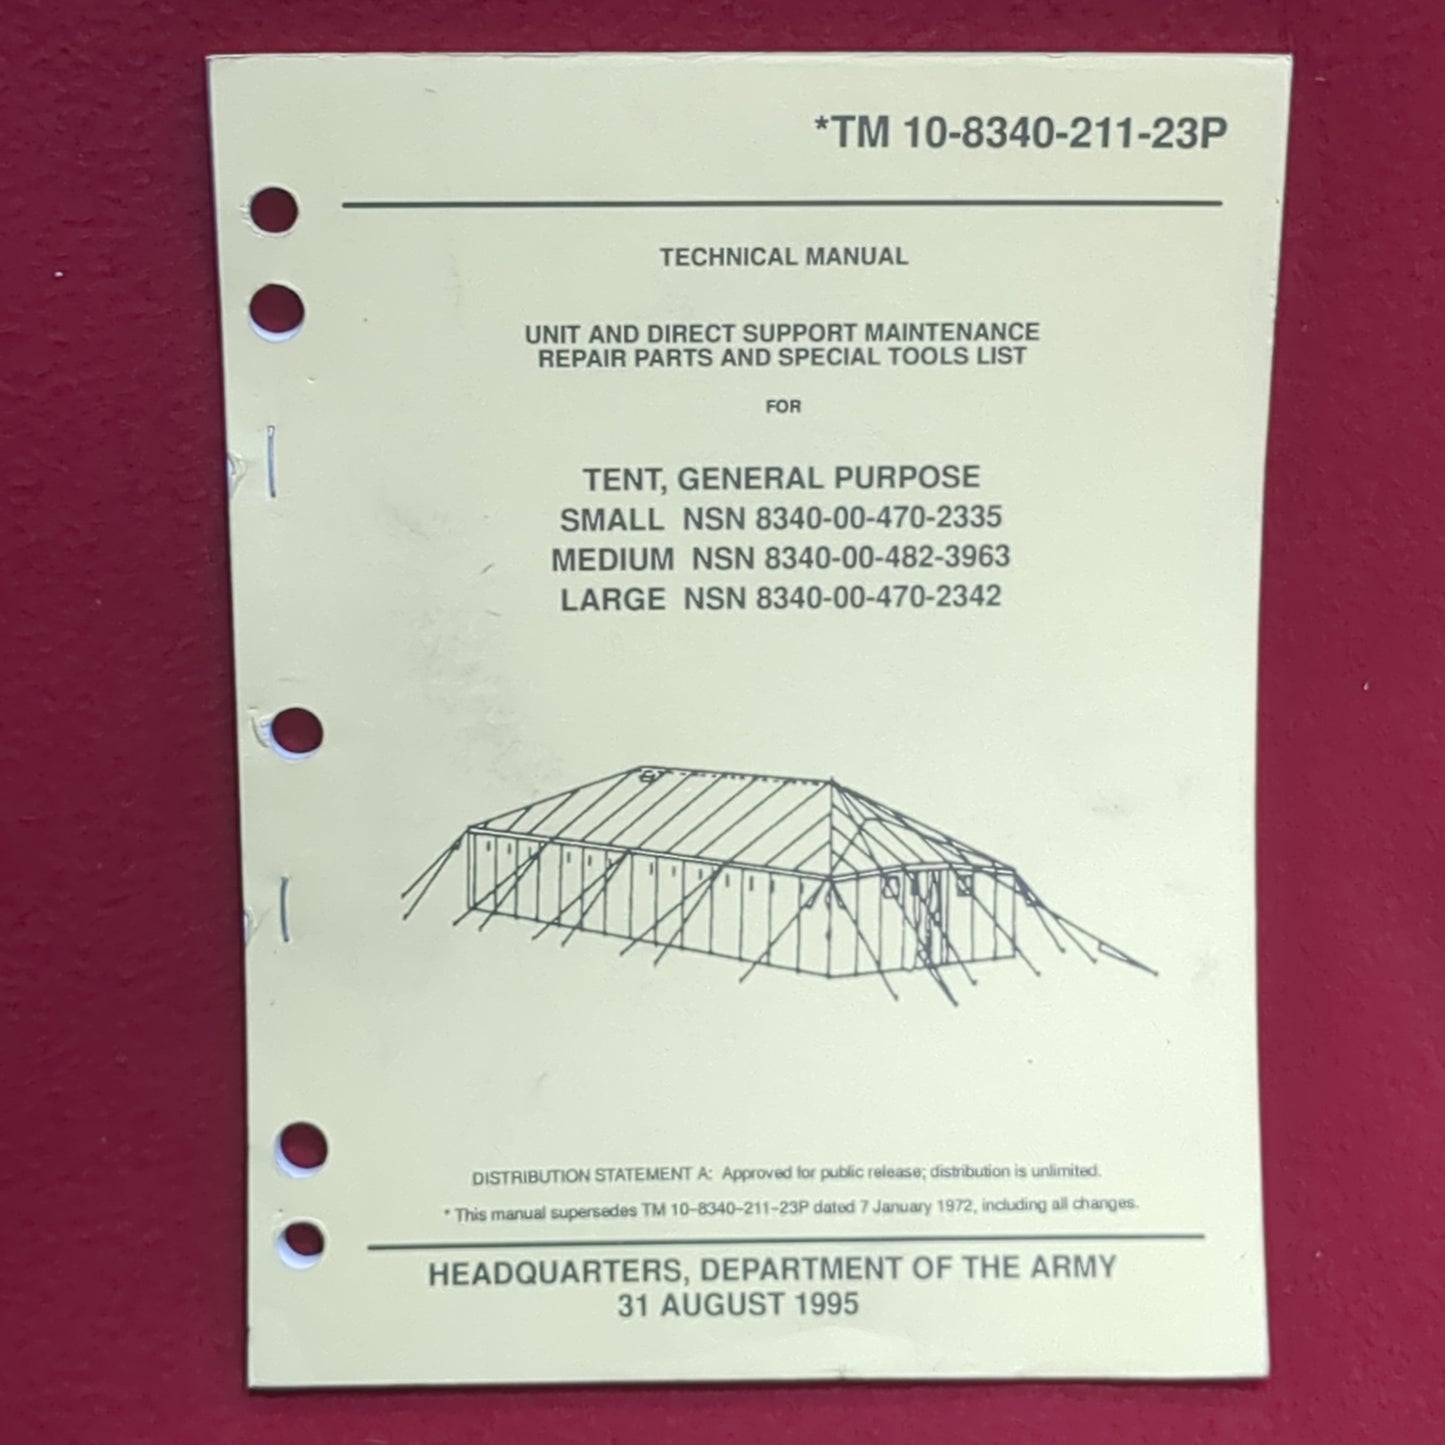 *TM 10-8340-211-23P
TECHNICAL MANUAL
UNIT AND DIRECT SUPPORT MAINTENANCE
REPAIR PARTS AND SPECIAL TOOLS LIST
FOR
TENT, GENERAL PURPOSE
SMALL NSN 8340-00-470-2335
MEDIUM NSN 8340-00-482-3963
LARGE NSN 8340-00-470-2342
DISTRIBUTION STATEMENT A: Approved for public release; distribution is unlimited.
* This manual supersedes TM 10–8340–211–23P dated 7 January 1972, including all changes.
HEADQUARTERS, DEPARTMENT OF THE ARMY
31 AUGUST 1995